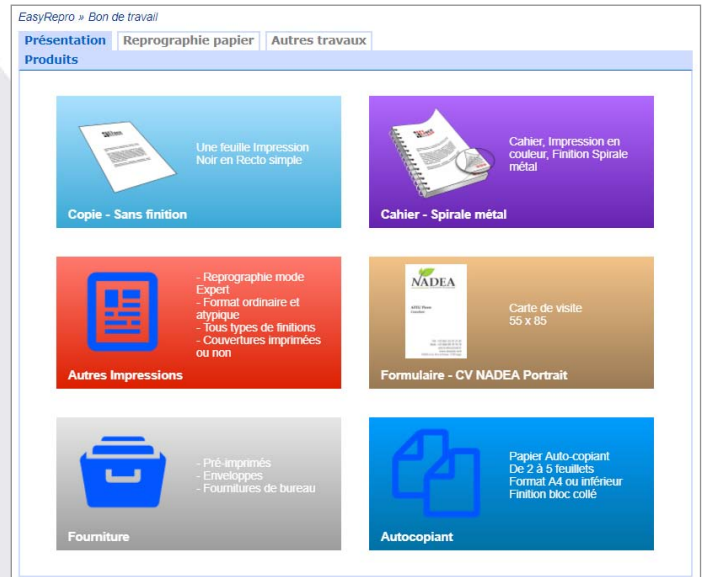 EasyRepro » Bon de travail
Présentation
Reprographie papier
Autres travaux
Produits
Une feuille Impression
Noir en Recto simple
Copie - Sans finition
Cahier, Impression en
couleur, Finition Spirale
métal
Cahier - Spirale métal
- Reprographie mode
Expert
- Format ordinaire et
atypique
- Tous types de finitions
- Couvertures imprimées
ou non
Autres Impressions
NADEA
Carte de visite
55 x 85
Formulaire - CV NADEA Portrait
- Pré-imprimés
- Enveloppes
- Fournitures de bureau
Fourniture
Papier Auto-copiant
De 2 à 5 feuillets
Format A4 ou inférieur
Finition bloc collé
Autocopiant